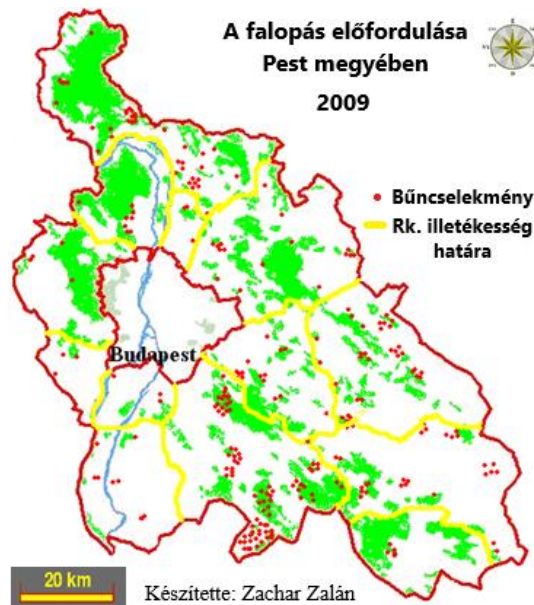 A falopás előfordulása
Pest megyében
2009
Bűncselekmény
Rk. illetékesség
határa
Budapest
20 km
Készítette: Zachar Zalán